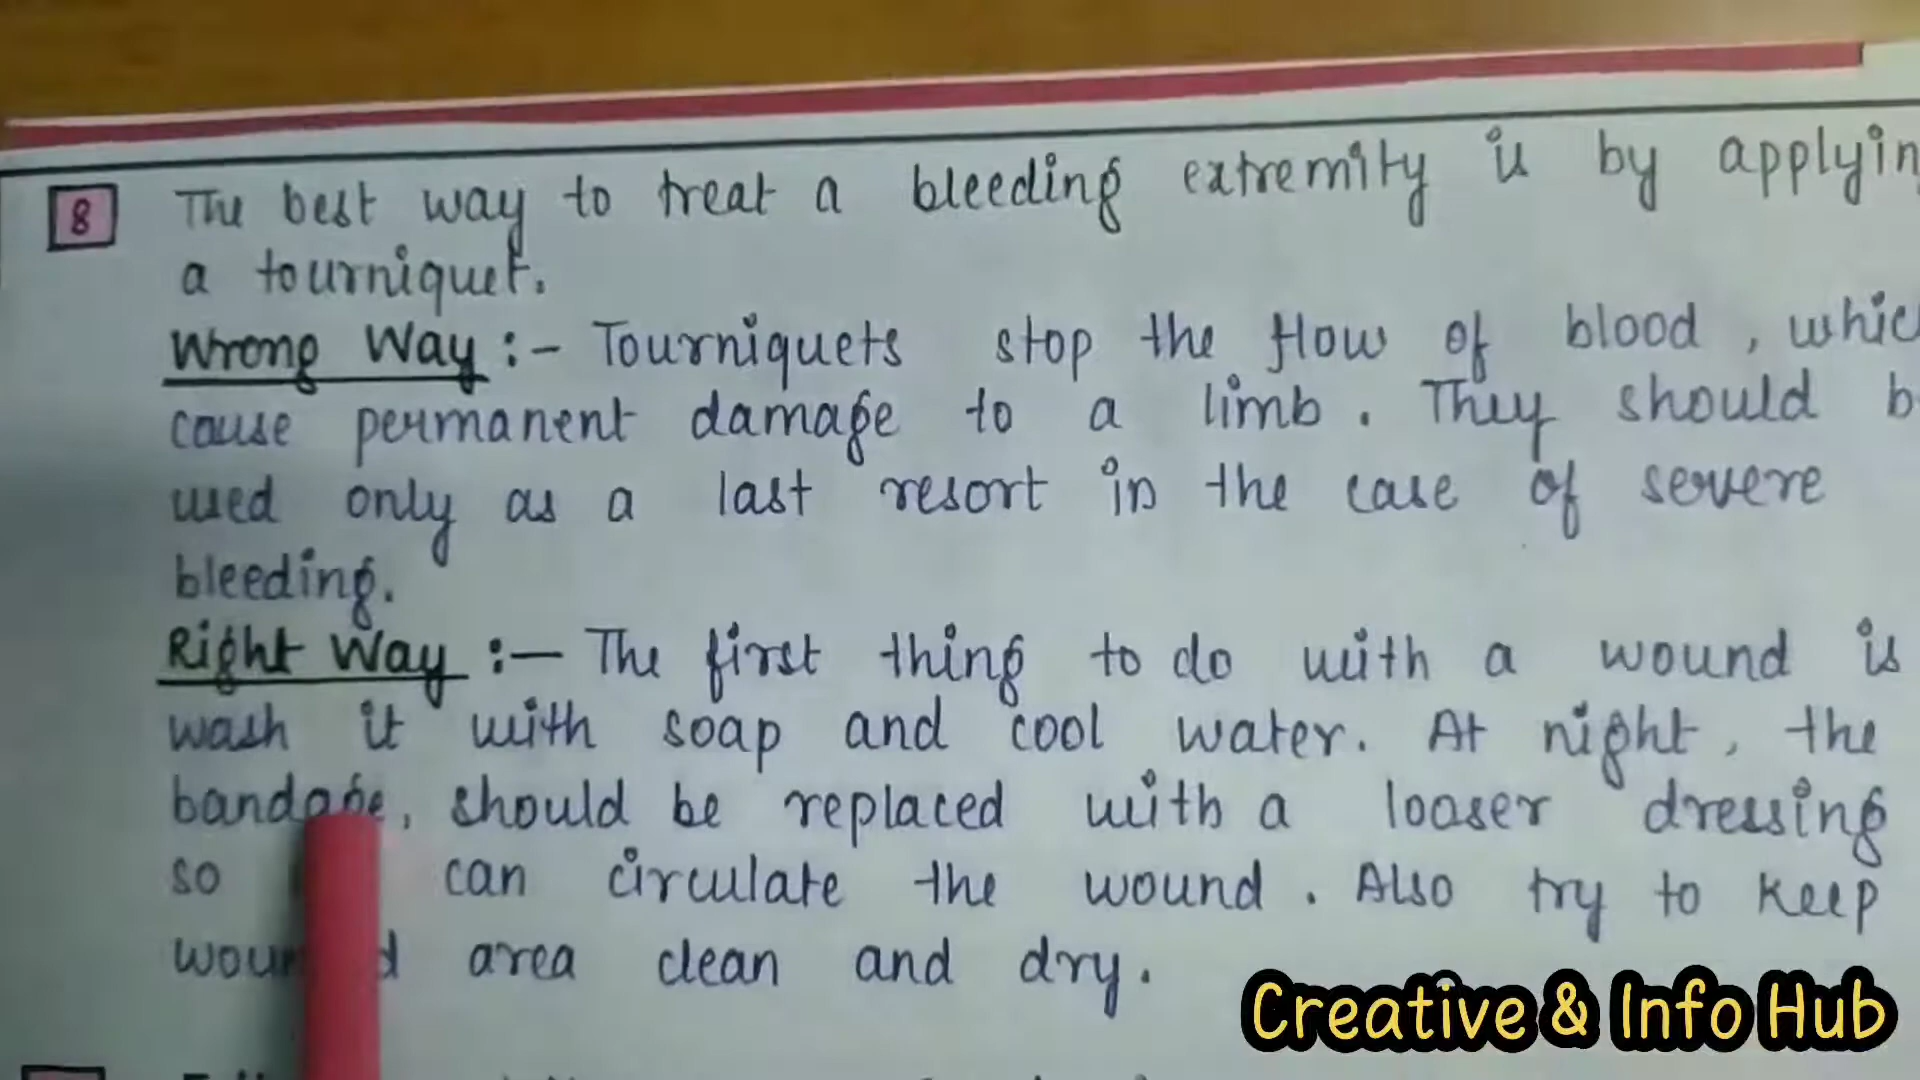 8 The best way to treat a bleeding extremity is by applyin
a tourniquet.
Wrong Way :- Tourniquets stop the flow of blood, whic
cause permanent damage to a limb. They should b
used only as a last resort in the case of severe
bleeding.
Right Way :- The first thing to do with a wound is
wash it with soap and cool water. At night, the
bandage, should be replaced with a looser dressing
so can circulate the wound. Also try to keep
wound area clean and dry.
Creative & Info Hub